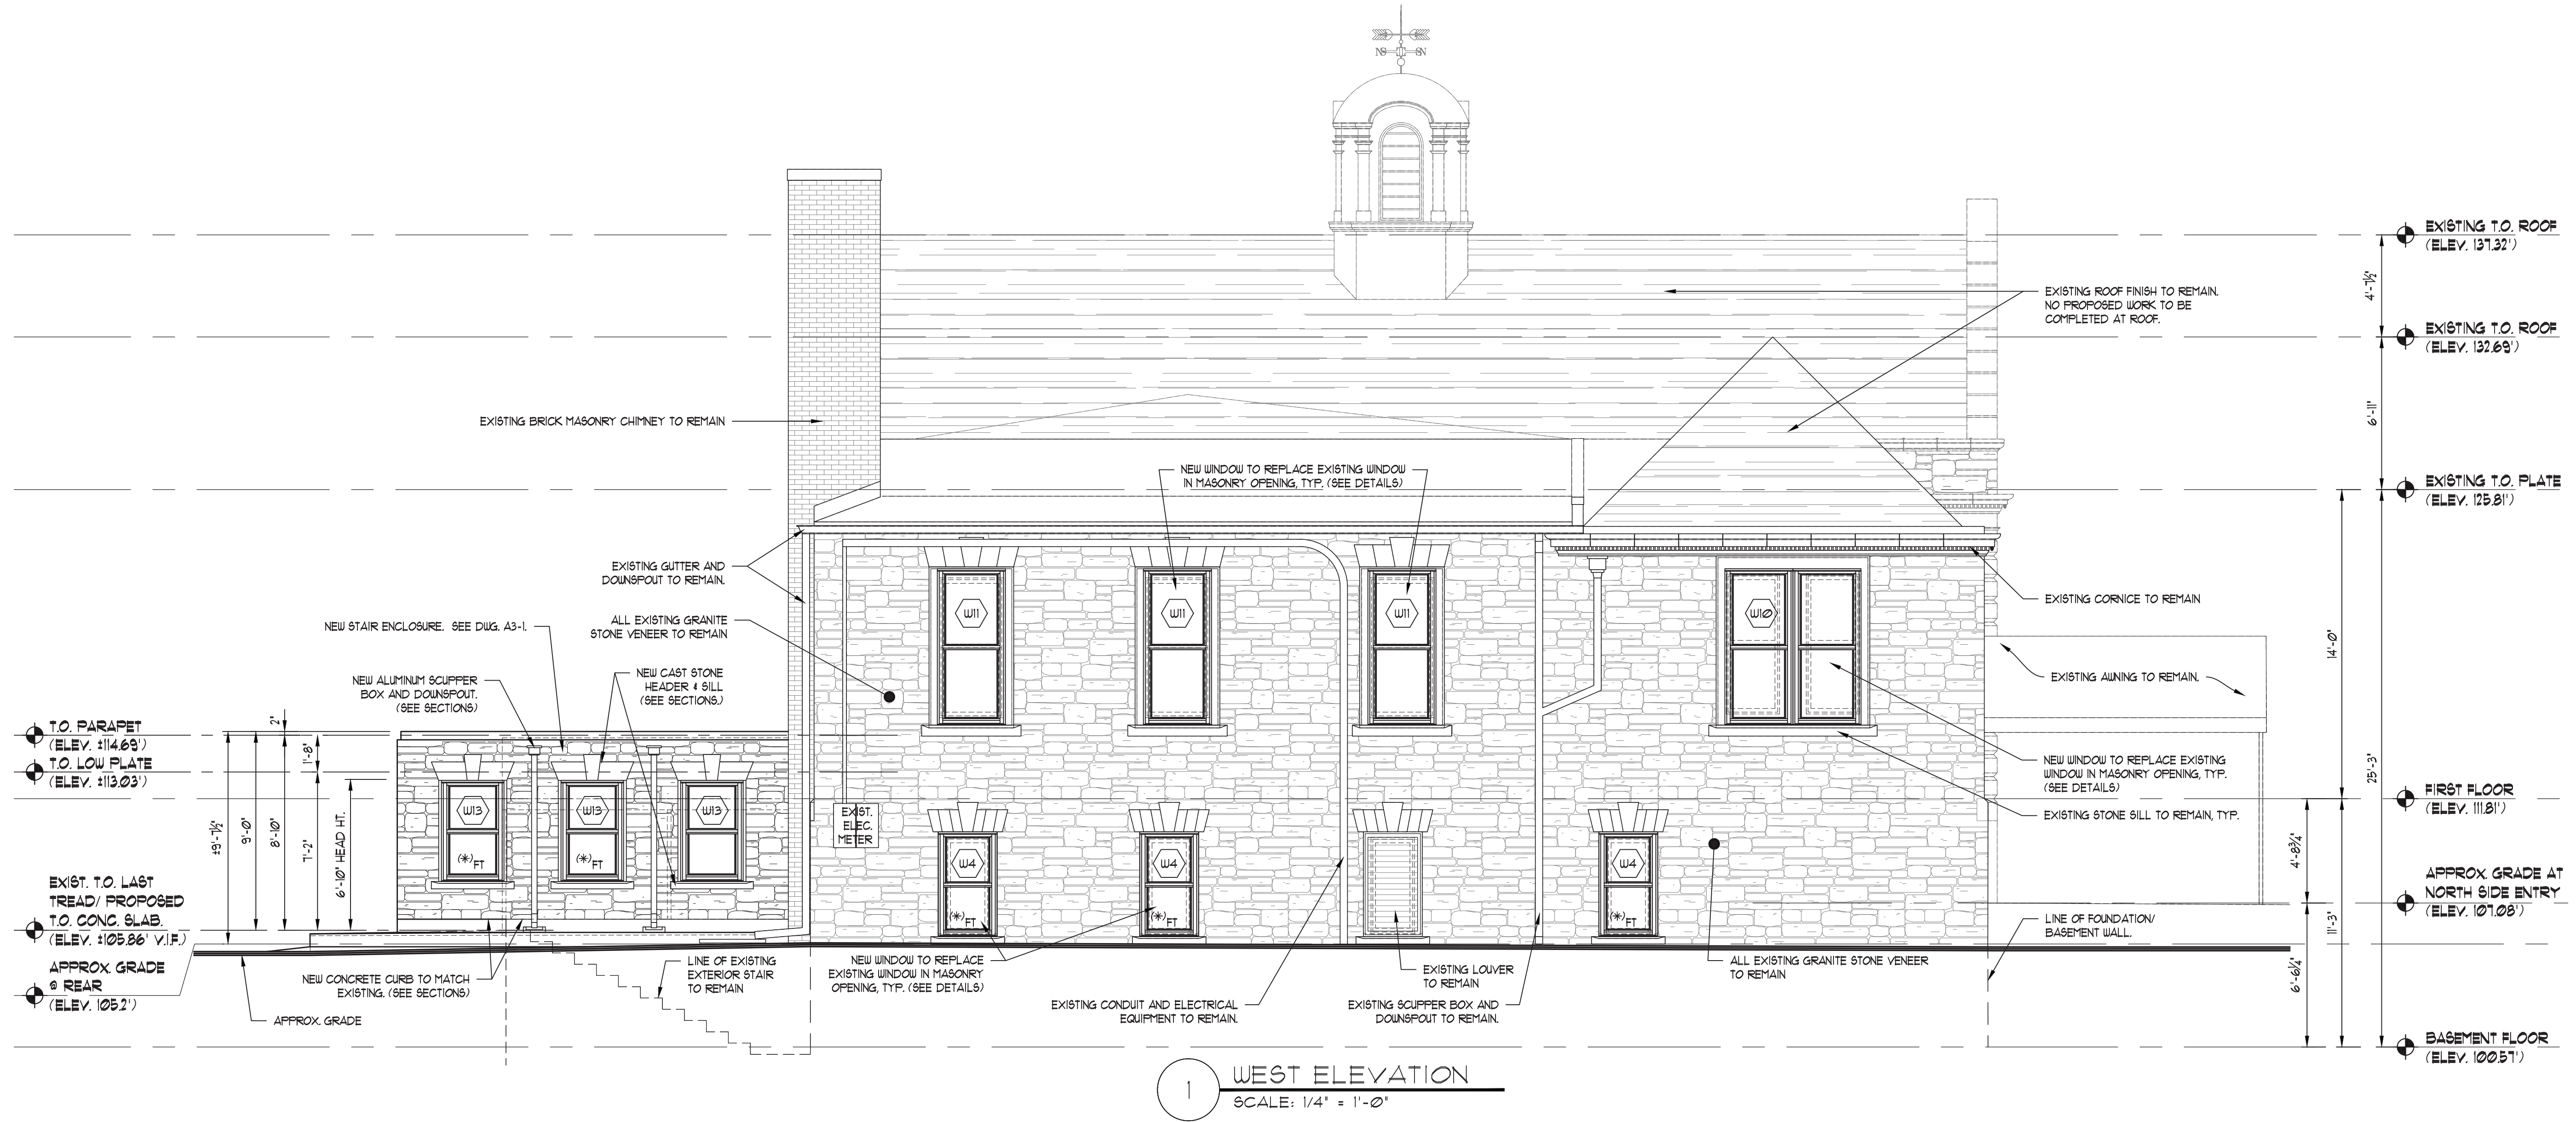 NS SN
EXISTING T.O. ROOF
(ELEV. 137.32')
4'-7½"
EXISTING ROOF FINISH TO REMAIN.
NO PROPOSED WORK TO BE
COMPLETED AT ROOF.
EXISTING T.O. ROOF
(ELEV. 132.69')
6'-11"
EXISTING BRICK MASONRY CHIMNEY TO REMAIN
NEW WINDOW TO REPLACE EXISTING WINDOW
IN MASONRY OPENING, TYP. (SEE DETAILS)
EXISTING T.O. PLATE
(ELEV. 125.81')
EXISTING GUTTER AND
DOWNSPOUT TO REMAIN.
ALL EXISTING GRANITE
STONE VENEER TO REMAIN
NEW STAIR ENCLOSURE. SEE DWG. A3-1.
NEW CAST STONE
HEADER & SILL
(SEE SECTIONS.)
NEW ALUMINUM SCUPPER
BOX AND DOWNSPOUT.
(SEE SECTIONS)
W11
W11
W11
W10
EXISTING CORNICE TO REMAIN
14'-0"
EXISTING AWNING TO REMAIN.
25'-3"
NEW WINDOW TO REPLACE EXISTING
WINDOW IN MASONRY OPENING, TYP.
(SEE DETAILS)
EXISTING STONE SILL TO REMAIN, TYP.
T.O. PARAPET
(ELEV. ±114.69')
T.O. LOW PLATE
(ELEV. ±113.03')
2"
1'-8"
±9'-1½"
9'-0"
8'-10"
7'-2"
6'-10" HEAD HT.
W13
W13
W13
(*) FT
(*) FT
EXIST.
ELEC.
METER
W4
W4
W4
(*) FT
(*) FT
(*) FT
FIRST FLOOR
(ELEV. 111.81')
4'-8¾"
APPROX. GRADE AT
NORTH SIDE ENTRY
(ELEV. 107.08')
11'-3"
6'-6¼"
EXIST. T.O. LAST
TREAD/ PROPOSED
T.O. CONC. SLAB.
(ELEV. ±105.86' V.I.F.)
APPROX. GRADE
@ REAR
(ELEV. 105.2')
APPROX. GRADE
NEW CONCRETE CURB TO MATCH
EXISTING. (SEE SECTIONS)
LINE OF EXISTING
EXTERIOR STAIR
TO REMAIN
NEW WINDOW TO REPLACE
EXISTING WINDOW IN MASONRY
OPENING, TYP. (SEE DETAILS)
EXISTING CONDUIT AND ELECTRICAL
EQUIPMENT TO REMAIN.
EXISTING LOUVER
TO REMAIN
EXISTING SCUPPER BOX AND
DOWNSPOUT TO REMAIN.
ALL EXISTING GRANITE STONE VENEER
TO REMAIN
LINE OF FOUNDATION/
BASEMENT WALL.
BASEMENT FLOOR
(ELEV. 100.57')
1
WEST ELEVATION
SCALE: 1/4" = 1'-0"